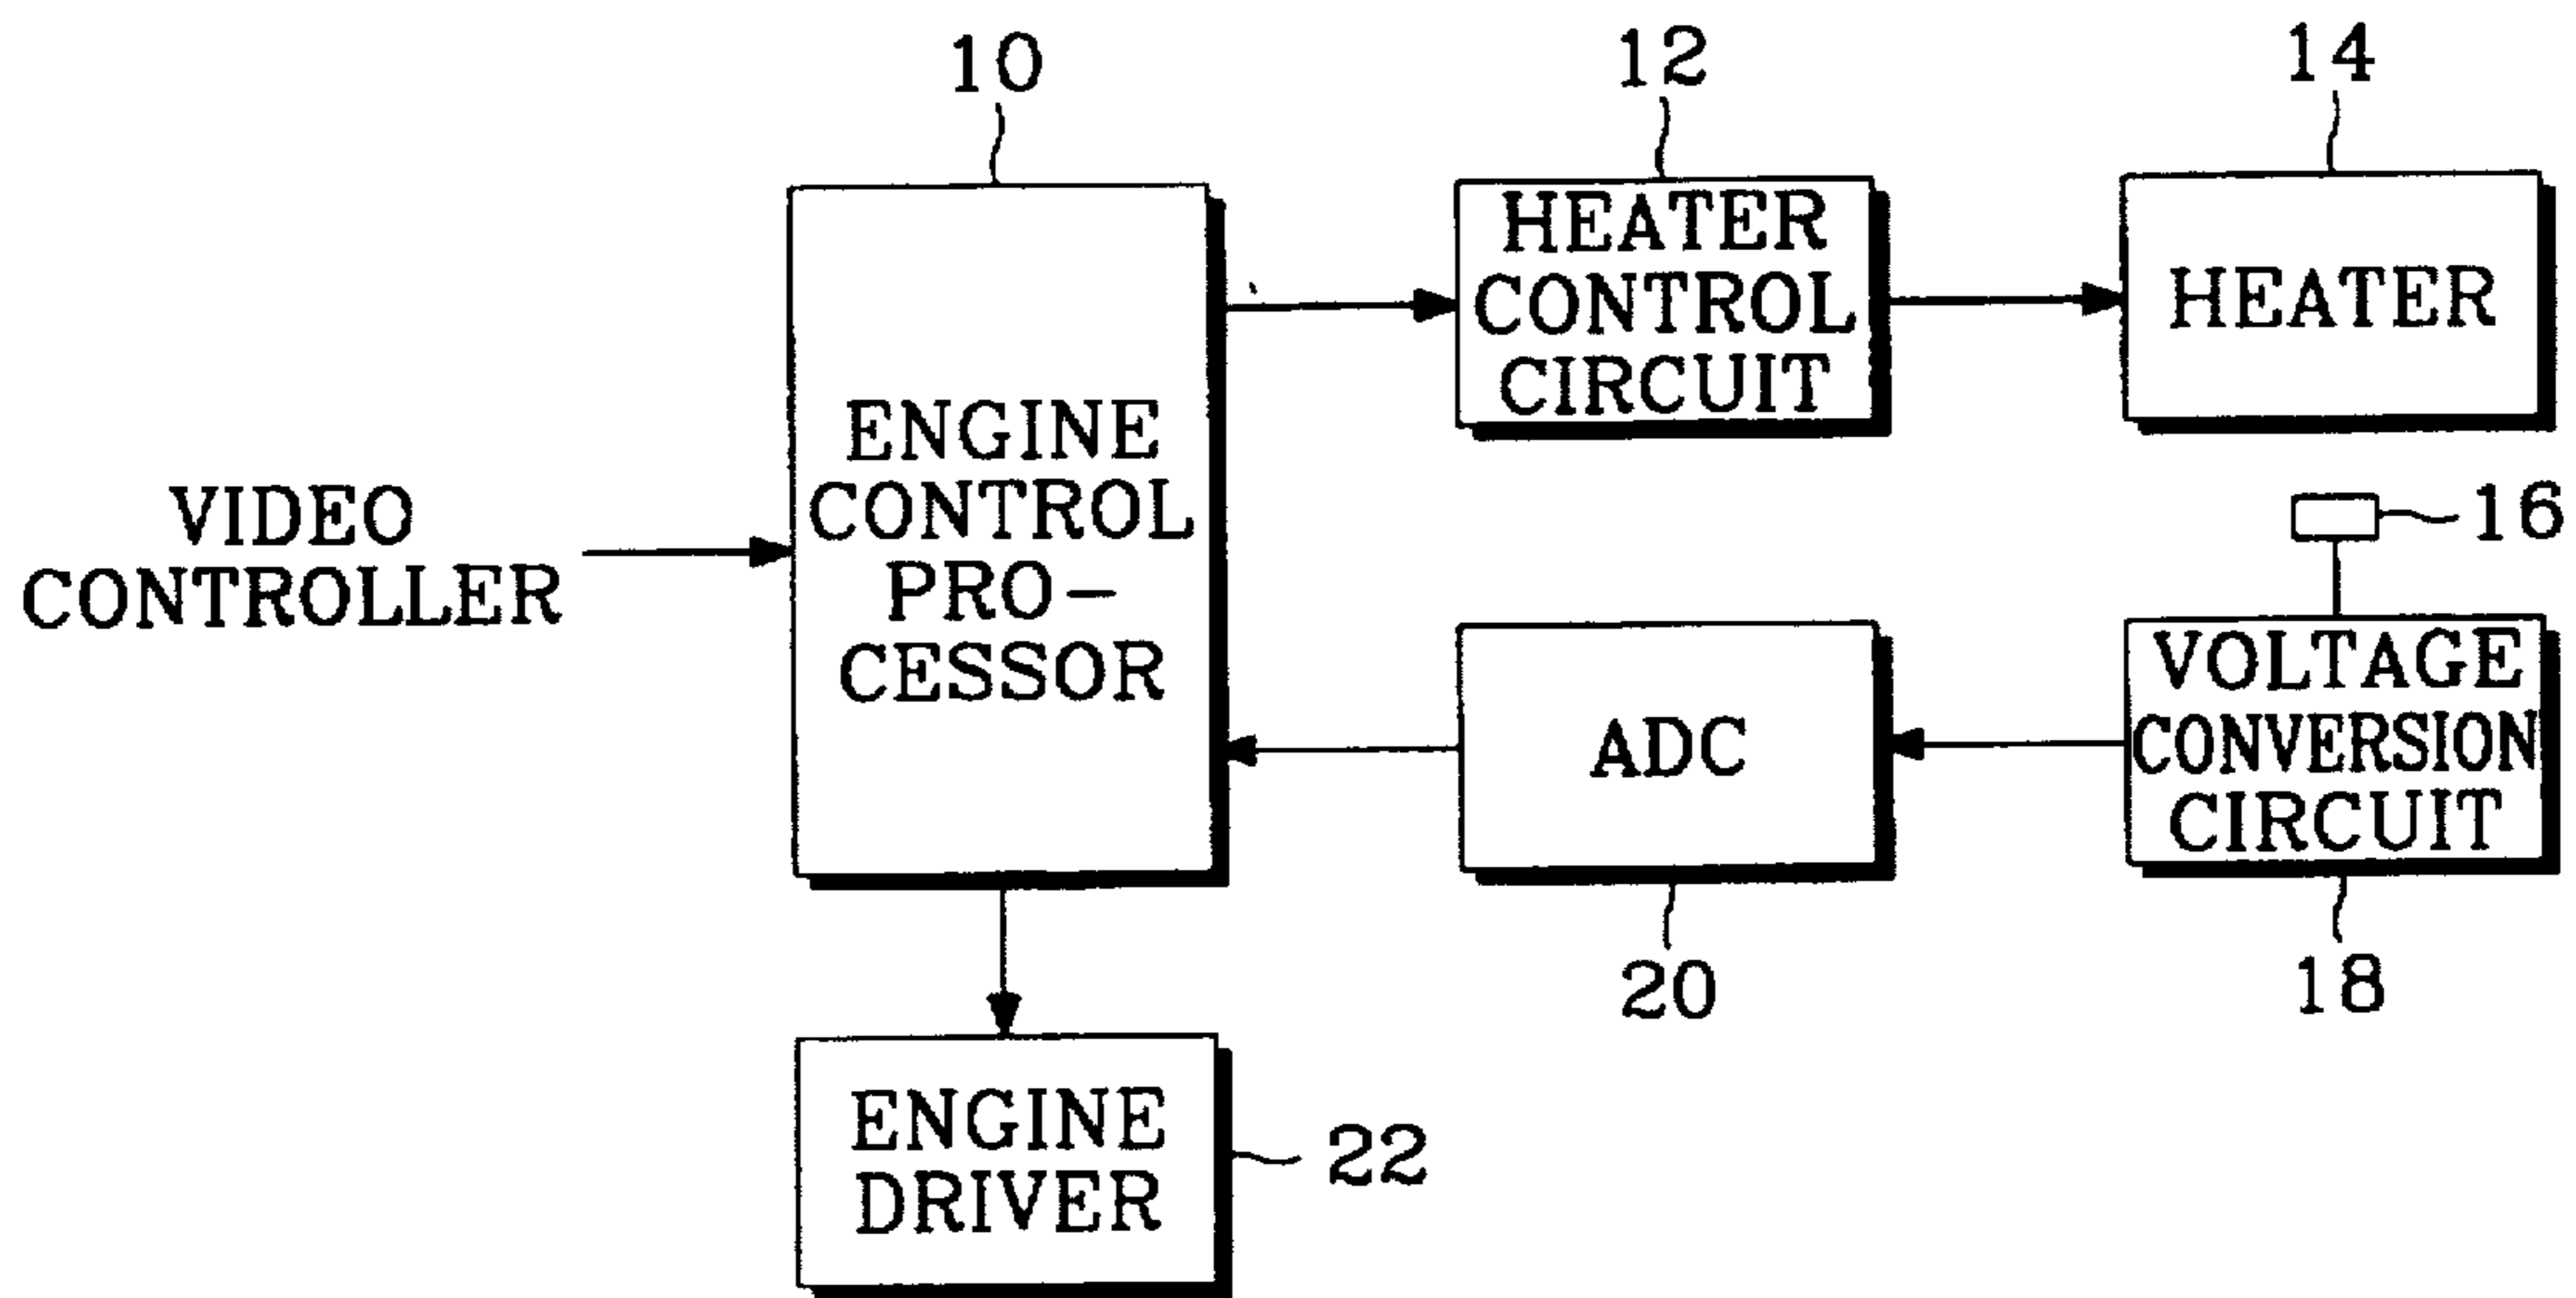 10
12
14
VIDEO
CONTROLLER
ENGINE
CONTROL
PRO-
CESSOR
HEATER
CONTROL
CIRCUIT
HEATER
16
ADC
VOLTAGE
CONVERSION
CIRCUIT
20
18
ENGINE
DRIVER
22